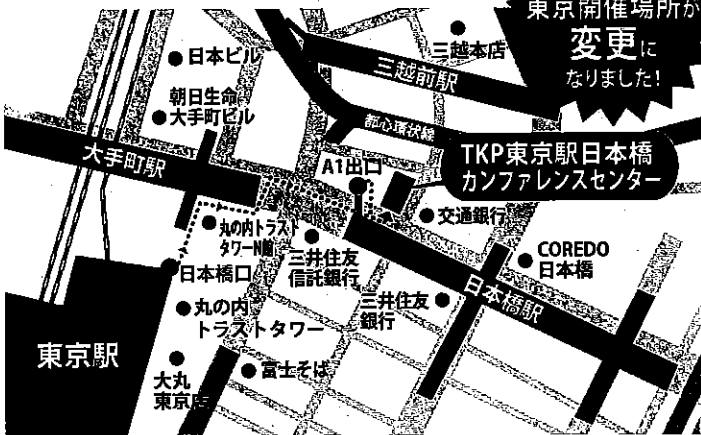 東京開催場所が
変更に
なりました!
日本ビル
三越本店
三越前駅
朝日生命
大手町ビル
都心環状線
大手町駅
A1出口
TKP東京駅日本橋
カンファレンスセンター
丸の内トラスト
タワーN館
交通銀行
三井住友
信託銀行
COREDO
日本橋
日本橋口
日本橋駅
三井住友
銀行
丸の内
トラストタワー
東京駅
富士そば
大丸
東京店